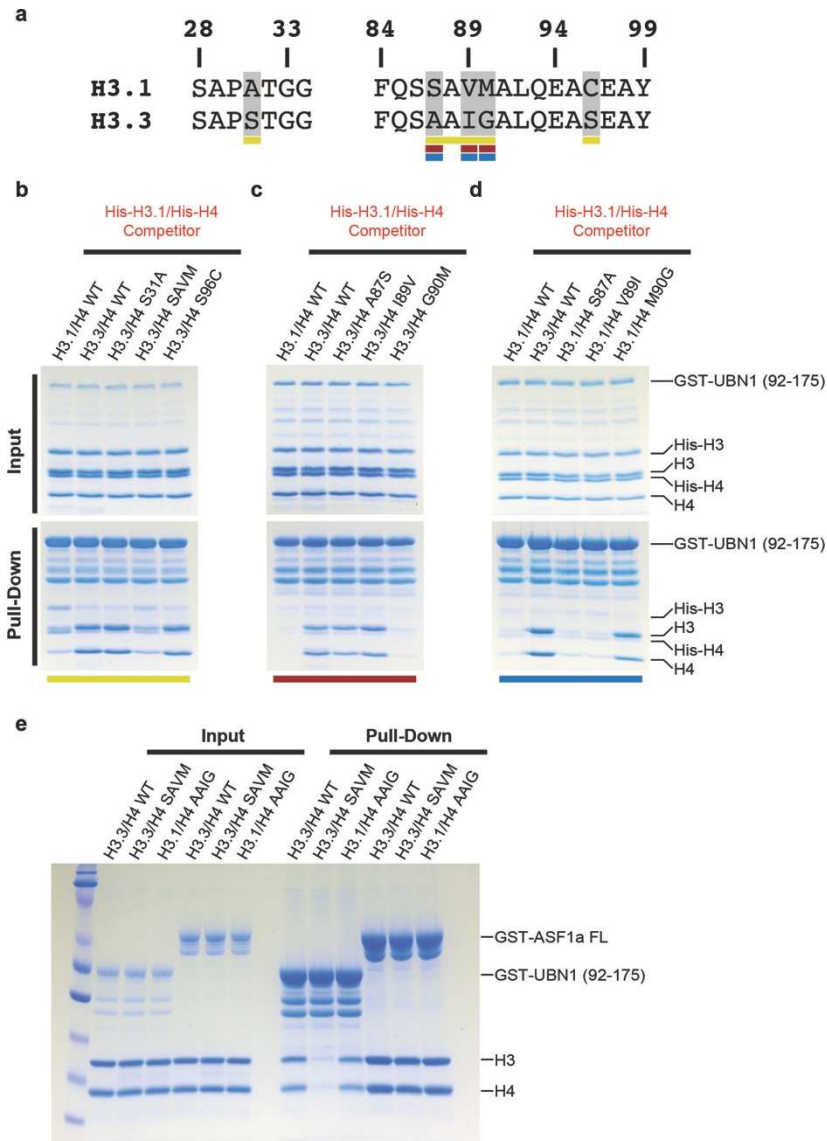 a
28 33 84 89 94 99
H3.1 SAPATGG FQSSAVMALQEACEAY
H3.3 SAPSTGG FQSAAIGALQEASEAY
b
His-H3.1/His-H4
Competitor
H3.1/H4 WT
H3.3/H4 WT
H3.3/H4 S31A
H3.3/H4 SAVM
H3.3/H4 S96C
c
His-H3.1/His-H4
Competitor
H3.1/H4 WT
H3.3/H4 WT
H3.3/H4 A87S
H3.3/H4 I89V
H3.3/H4 G90M
d
His-H3.1/His-H4
Competitor
H3.1/H4 WT
H3.3/H4 WT
H3.1/H4 S87A
H3.1/H4 V89I
H3.1/H4 M90G
Input
GST-UBN1 (92-175)
His-H3
H3
His-H4
H4
Pull-Down
GST-UBN1 (92-175)
His-H3
H3
His-H4
H4
e
Input
Pull-Down
H3.3/H4 WT
H3.3/H4 SAVM
H3.1/H4 AAIG
H3.3/H4 WT
H3.3/H4 SAVM
H3.1/H4 AAIG
H3.3/H4 WT
H3.3/H4 SAVM
H3.1/H4 AAIG
H3.3/H4 WT
H3.3/H4 SAVM
H3.1/H4 AAIG
GST-ASF1a FL
GST-UBN1 (92-175)
H3
H4